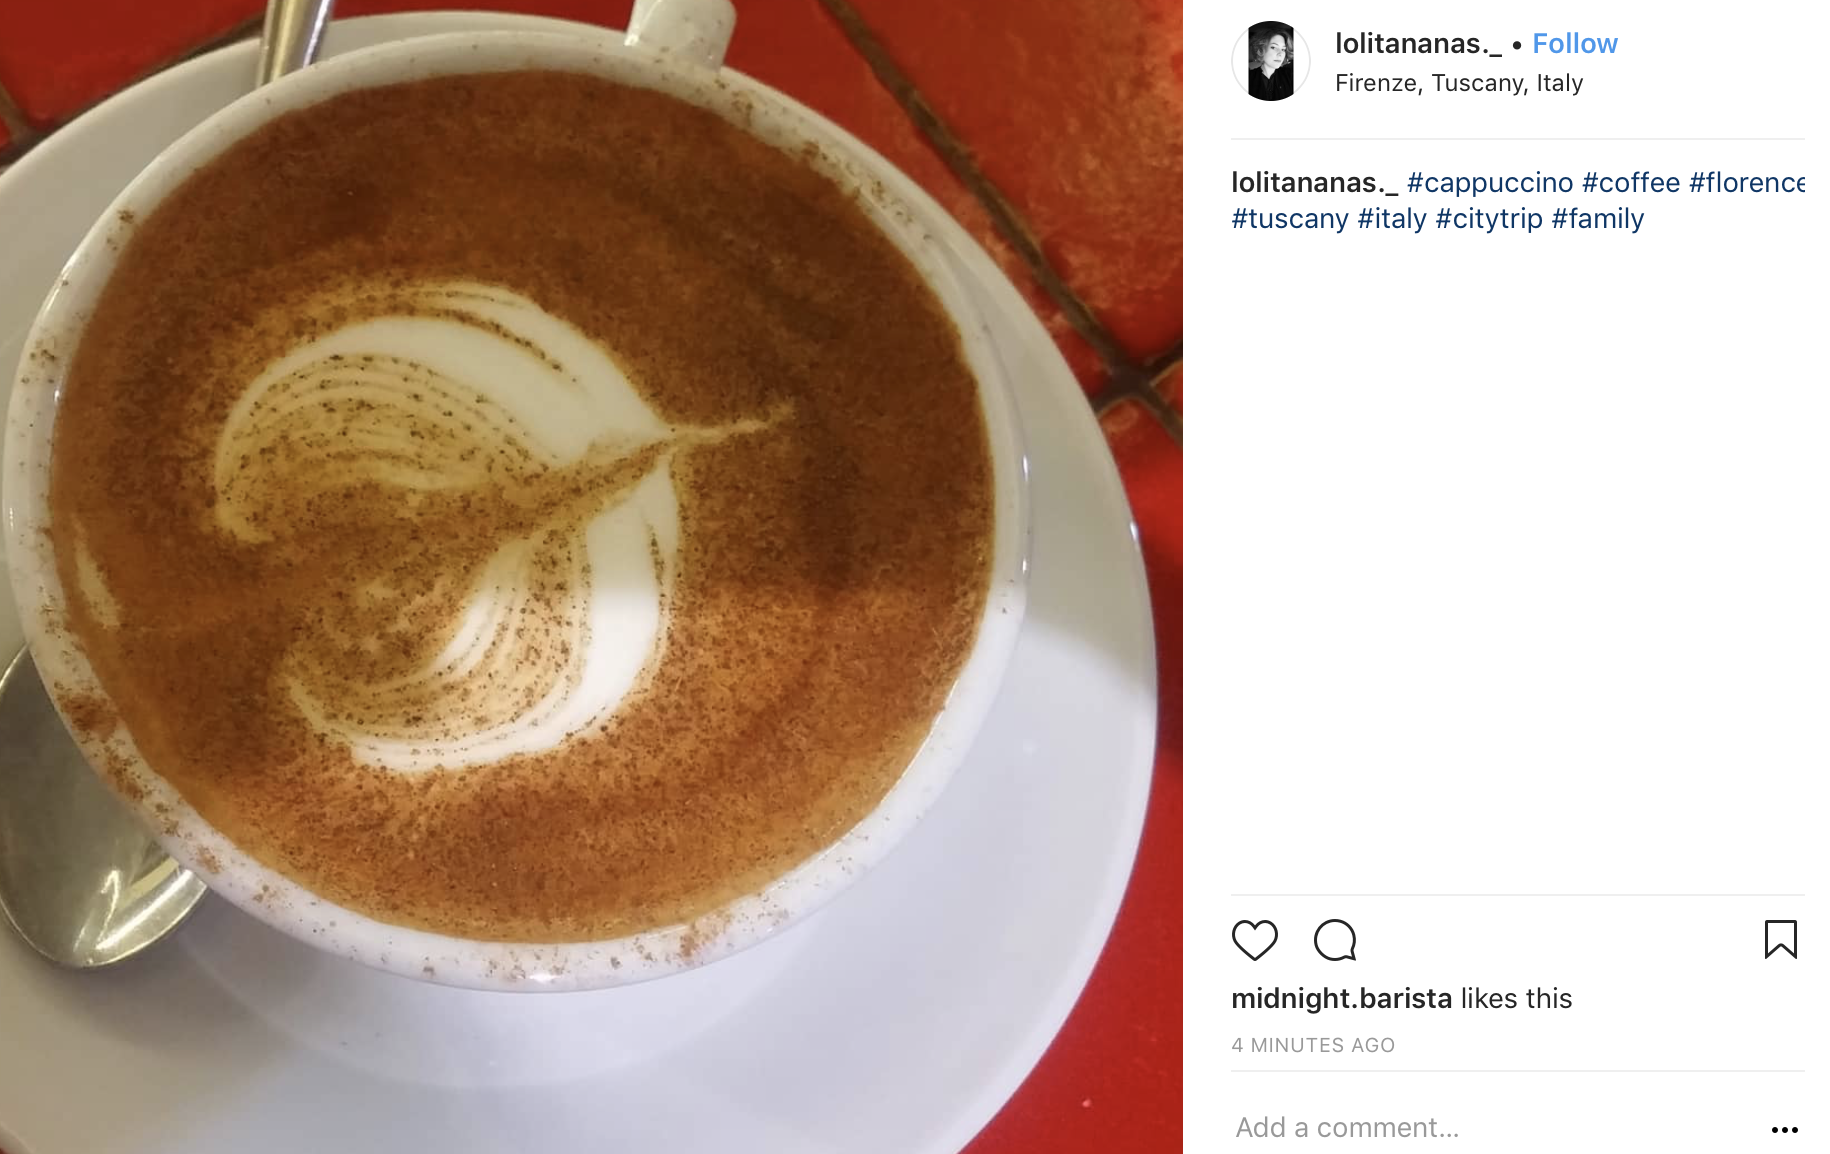 lolitananas._ • Follow
Firenze, Tuscany, Italy
lolitananas._ #cappuccino #coffee #florence
#tuscany #italy #citytrip #family
midnight.barista likes this
4 MINUTES AGO
Add a comment...